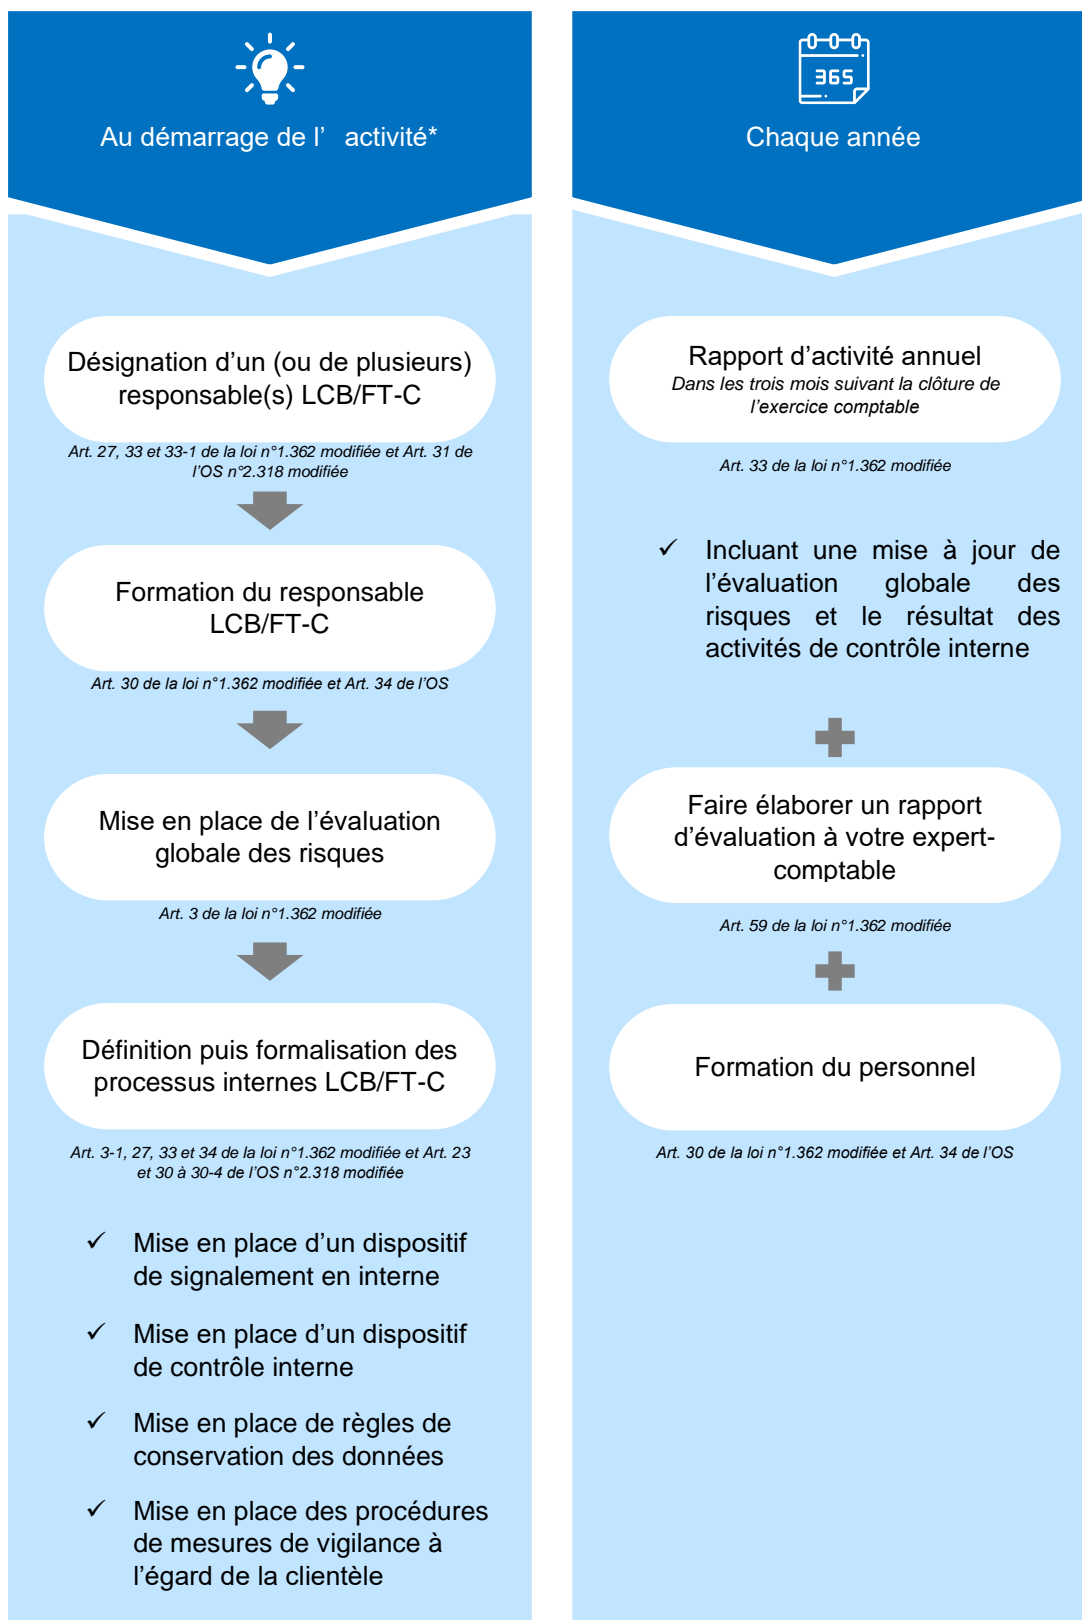 Au démarrage de l’ activité*
Désignation d’un (ou de plusieurs)
responsable(s) LCB/FT-C
Art. 27, 33 et 33-1 de la loi n°1.362 modifiée et Art. 31 de
l’OS n°2.318 modifiée
Formation du responsable
LCB/FT-C
Art. 30 de la loi n°1.362 modifiée et Art. 34 de l’OS
Mise en place de l’évaluation
globale des risques
Art. 3 de la loi n°1.362 modifiée
Définition puis formalisation des
processus internes LCB/FT-C
Art. 3-1, 27, 33 et 34 de la loi n°1.362 modifiée et Art. 23
et 30 à 30-4 de l’OS n°2.318 modifiée
✓ Mise en place d’un dispositif
de signalement en interne
✓ Mise en place d’un dispositif
de contrôle interne
✓ Mise en place de règles de
conservation des données
✓ Mise en place des procédures
de mesures de vigilance à
l’égard de la clientèle
365
Chaque année
Rapport d’activité annuel
Dans les trois mois suivant la clôture de
l’exercice comptable
Art. 33 de la loi n°1.362 modifiée
✓ Incluant une mise à jour de
l’évaluation globale des
risques et le résultat des
activités de contrôle interne
Faire élaborer un rapport
d’évaluation à votre expert-
comptable
Art. 59 de la loi n°1.362 modifiée
Formation du personnel
Art. 30 de la loi n°1.362 modifiée et Art. 34 de l’OS